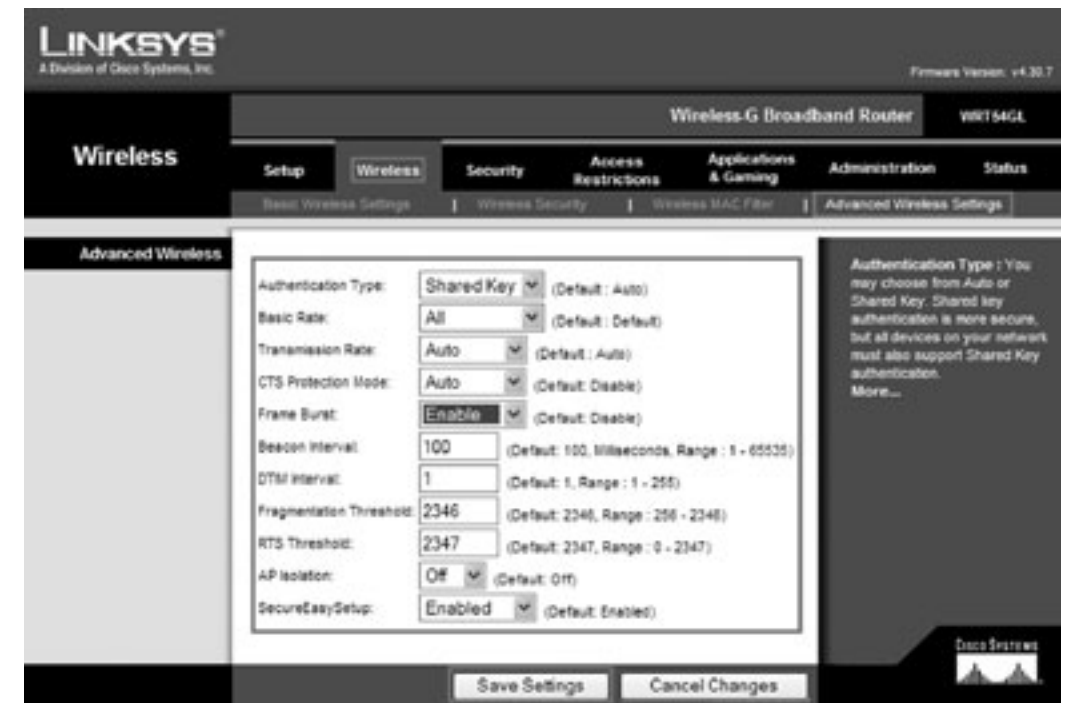 LINKSYS®
A Division of Cisco Systems, Inc.
Firmware Version: v4.30.7
Wireless-G Broadband Router
WRT54GL
Wireless
Setup
Wireless
Security
Access Restrictions
Applications & Gaming
Administration
Status
Basic Wireless Settings | Wireless Security | Wireless MAC Filter | Advanced Wireless Settings
Advanced Wireless
Authentication Type: Shared Key (Default: Auto)
Basic Rate: All (Default: Default)
Transmission Rate: Auto (Default: Auto)
CTS Protection Mode: Auto (Default: Disable)
Frame Burst: Enable (Default: Disable)
Beacon Interval: 100 (Default: 100, Milliseconds, Range : 1 - 65535)
DTIM Interval: 1 (Default: 1, Range : 1 - 255)
Fragmentation Threshold: 2346 (Default: 2346, Range : 256 - 2346)
RTS Threshold: 2347 (Default: 2347, Range : 0 - 2347)
AP Isolation: Off (Default: Off)
SecureEasySetup: Enabled (Default: Enabled)
Authentication Type : You
may choose from Auto or
Shared Key. Shared key
authentication is more secure,
but all devices on your network
must also support Shared Key
authentication.
More...
Save Settings
Cancel Changes
CISCO SYSTEMS